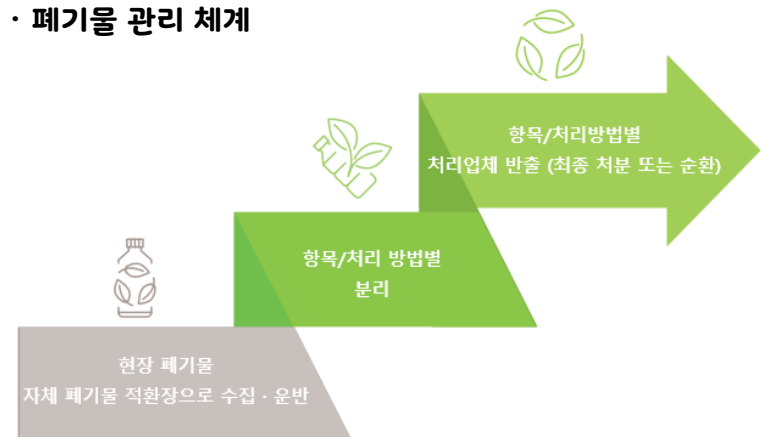 · 폐기물 관리 체계
항목/처리방법별
처리업체 반출 (최종 처분 또는 순환)
항목/처리 방법별
분리
현장 폐기물
자체 폐기물 적환장으로 수집 · 운반